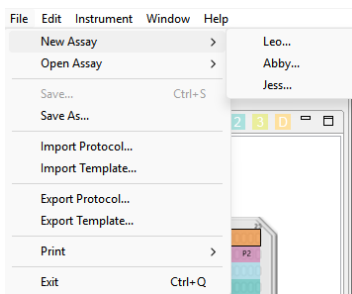 File Edit Instrument Window Help
New Assay >
Open Assay >
Save... Ctrl+S
Save As...
Import Protocol...
Import Template...
Export Protocol...
Export Template...
Print >
Exit Ctrl+Q
Leo...
Abby...
Jess...
2 3 D
P2